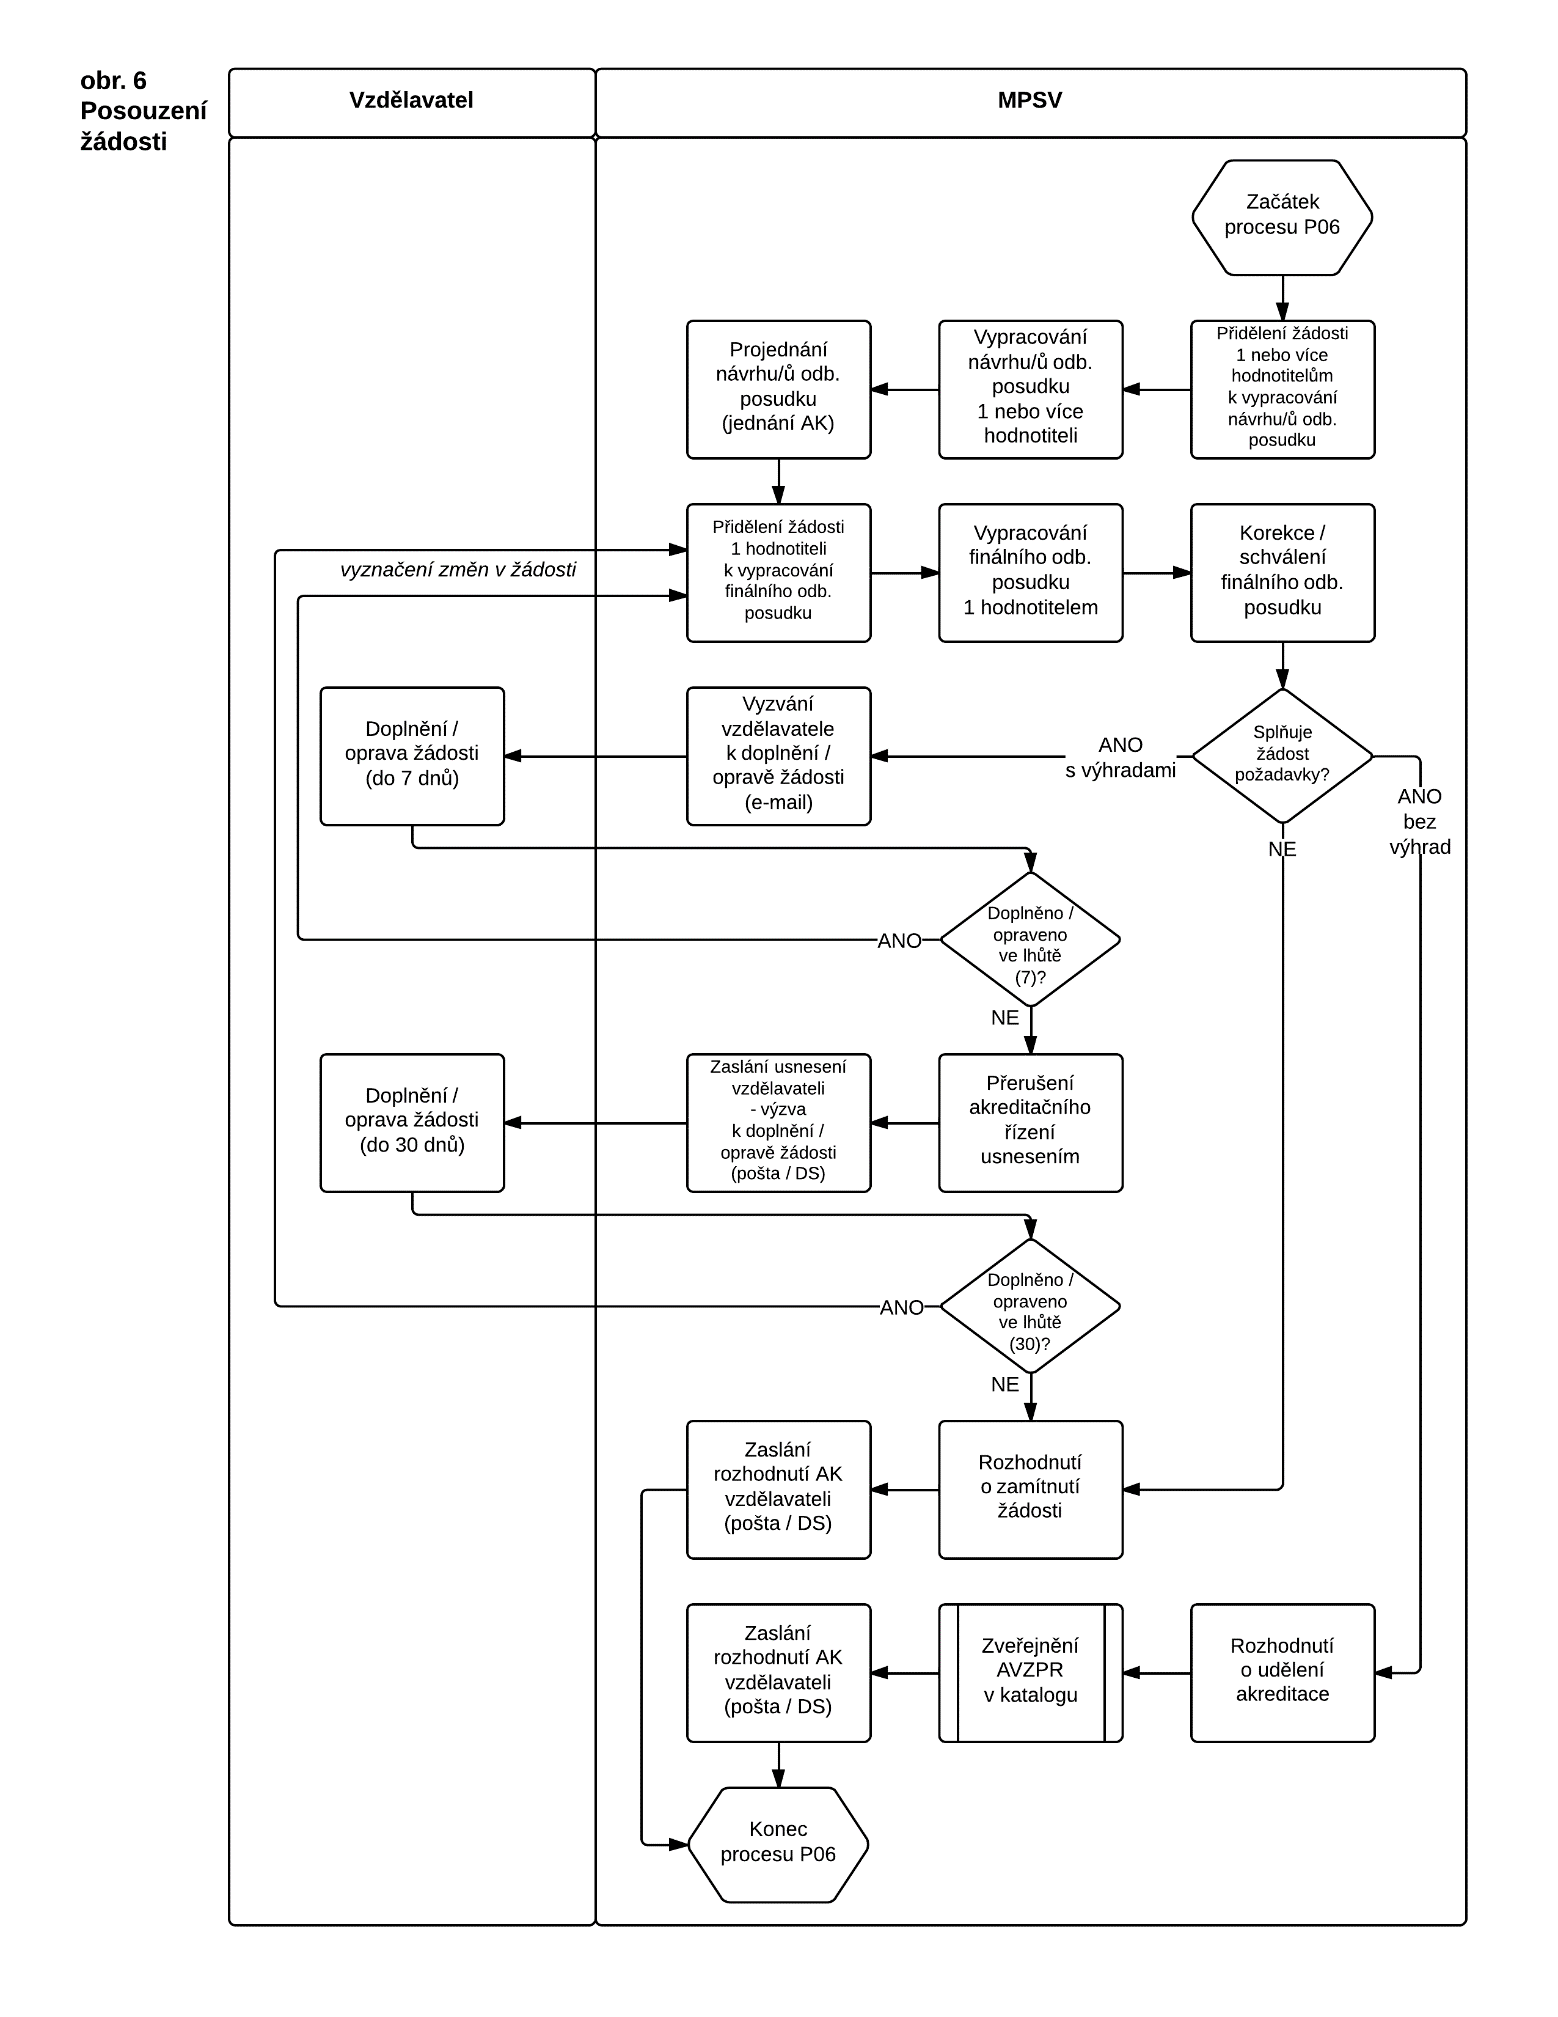 obr. 6
Posouzení
žádosti
Vzdělavatel
MPSV
Začátek
procesu P06
Přidělení žádosti
1 nebo více
hodnotitelům
k vypracování
návrhu/ů odb.
posudku
Vypracování
návrhu/ů odb.
posudku
1 nebo více
hodnotiteli
Projednání
návrhu/ů odb.
posudku
(jednání AK)
Přidělení žádosti
1 hodnotiteli
k vypracování
finálního odb.
posudku
vyznačení změn v žádosti
Vypracování
finálního odb.
posudku
1 hodnotitelem
Korekce /
schválení
finálního odb.
posudku
Splňuje
žádost
požadavky?
ANO
s výhradami
ANO
bez
výhrad
NE
Vyzvání
vzdělavatele
k doplnění /
opravě žádosti
(e-mail)
Doplnění /
oprava žádosti
(do 7 dnů)
Doplněno /
opraveno
ve lhůtě
(7)?
ANO
NE
Přerušení
akreditačního
řízení
usnesením
Zaslání usnesení
vzdělavateli
- výzva
k doplnění /
opravě žádosti
(pošta / DS)
Doplnění /
oprava žádosti
(do 30 dnů)
Doplněno /
opraveno
ve lhůtě
(30)?
ANO
NE
Rozhodnutí
o zamítnutí
žádosti
Zaslání
rozhodnutí AK
vzdělavateli
(pošta / DS)
Rozhodnutí
o udělení
akreditace
Zveřejnění
AVZPR
v katalogu
Zaslání
rozhodnutí AK
vzdělavateli
(pošta / DS)
Konec
procesu P06